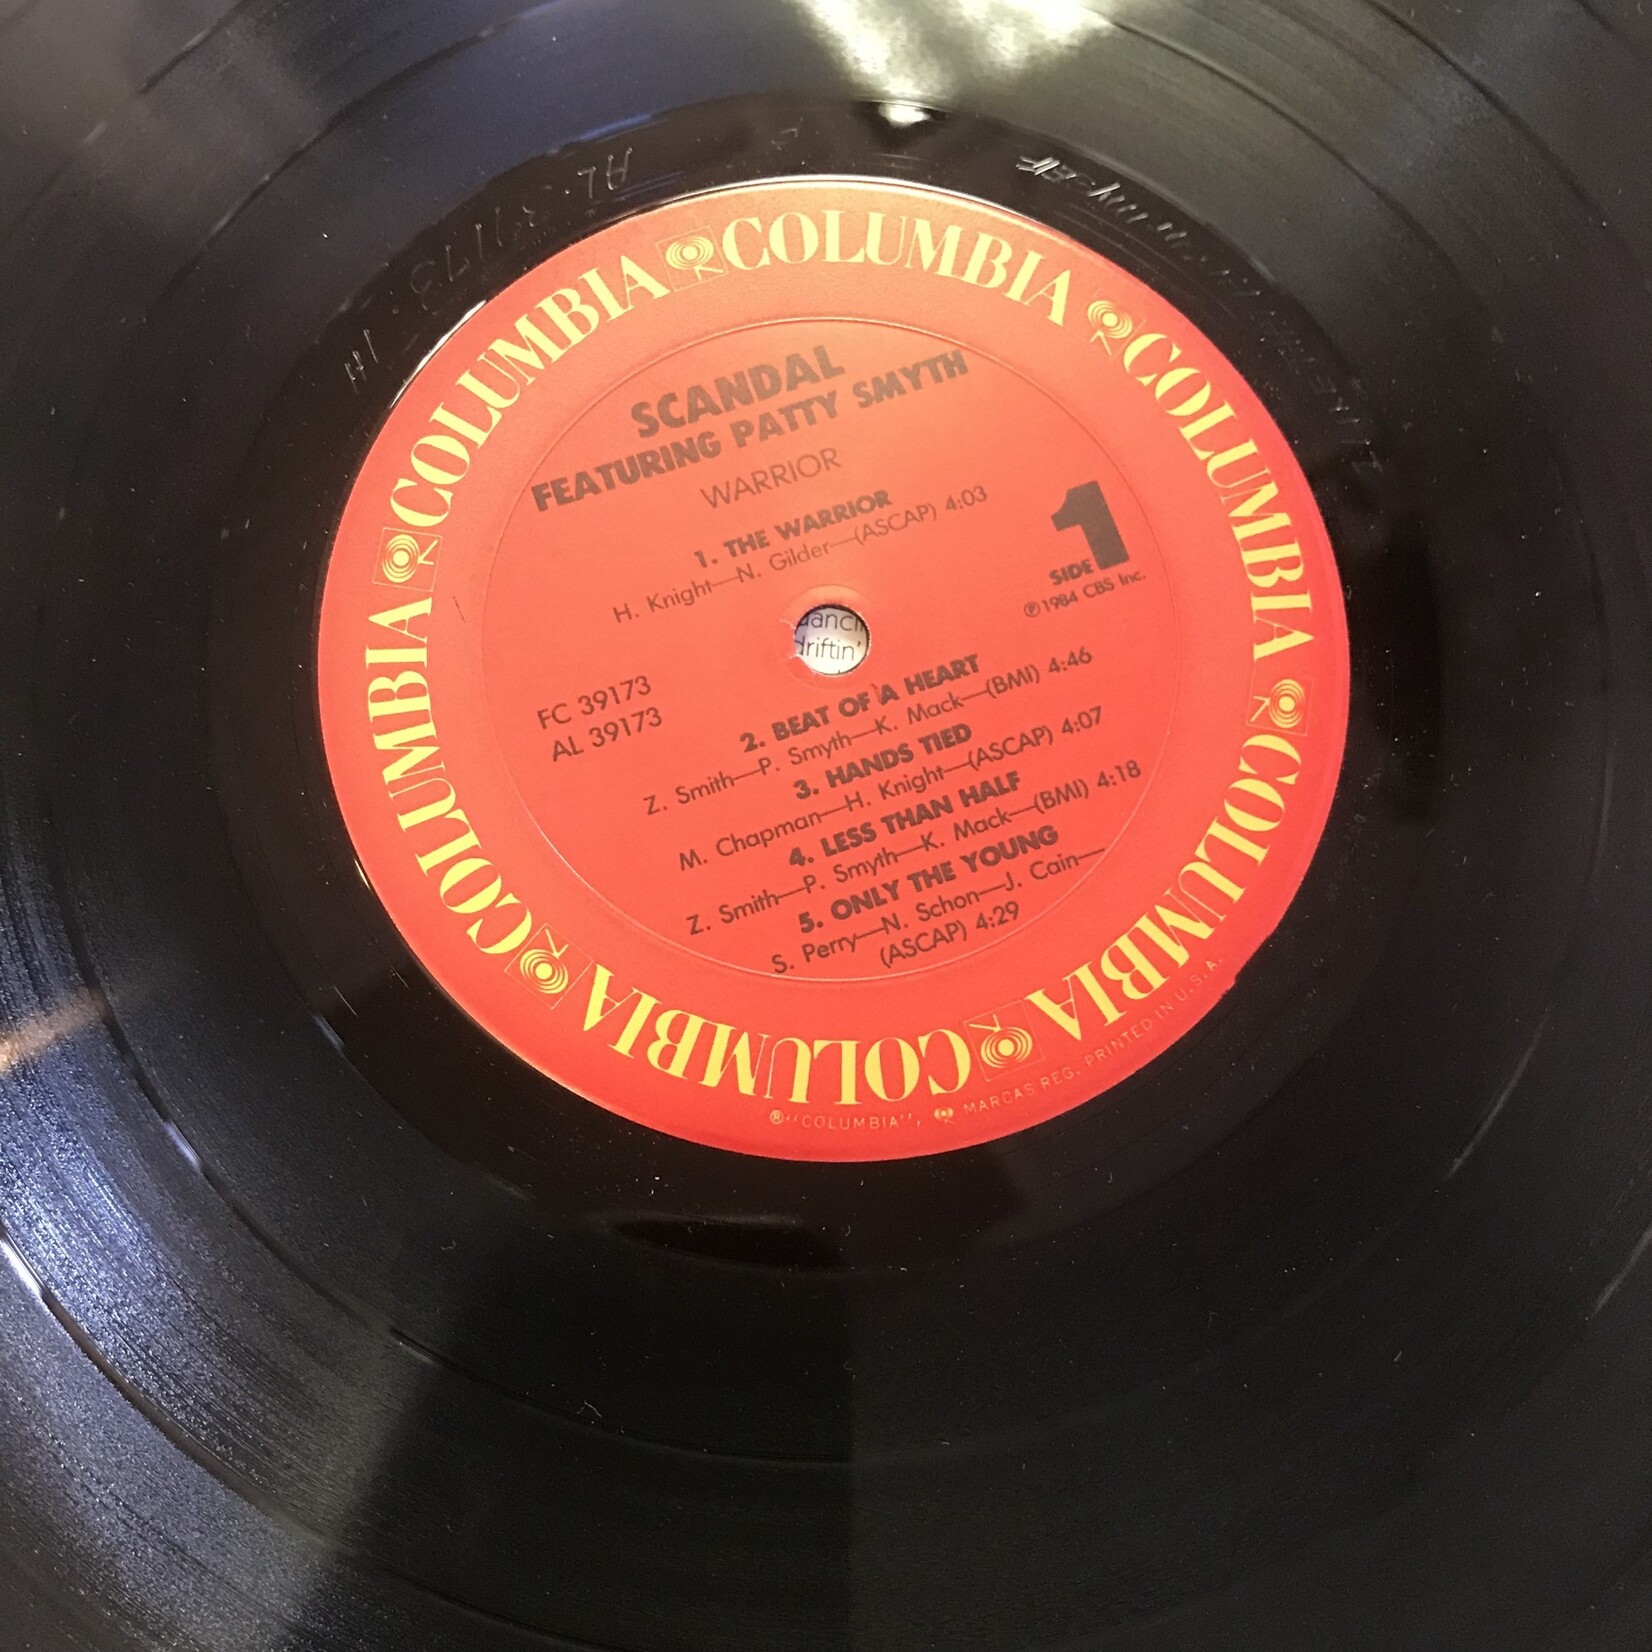 COLUMBIA COLUMBIA COLUMBIA COLUMBIA COLUMBIA COLUMBIA COLUMBIA COLUMBIA
SCANDAL
FEATURING PATTY SMYTH
WARRIOR
1. THE WARRIOR
H. Knight—N. Gilder—(ASCAP) 4:03
1
SIDE
℗ 1984 CBS Inc.
driftin'
FC 39173
AL 39173
2. BEAT OF A HEART
Z. Smith—P. Smyth—K. Mack—(BMI) 4:46
3. HANDS TIED
M. Chapman—H. Knight—(ASCAP) 4:07
4. LESS THAN HALF
Z. Smith—P. Smyth—K. Mack—(BMI) 4:18
5. ONLY THE YOUNG
S. Perry—N. Schon—J. Cain—
(ASCAP) 4:29
®"COLUMBIA", MARCAS REG. PRINTED IN U.S.A.